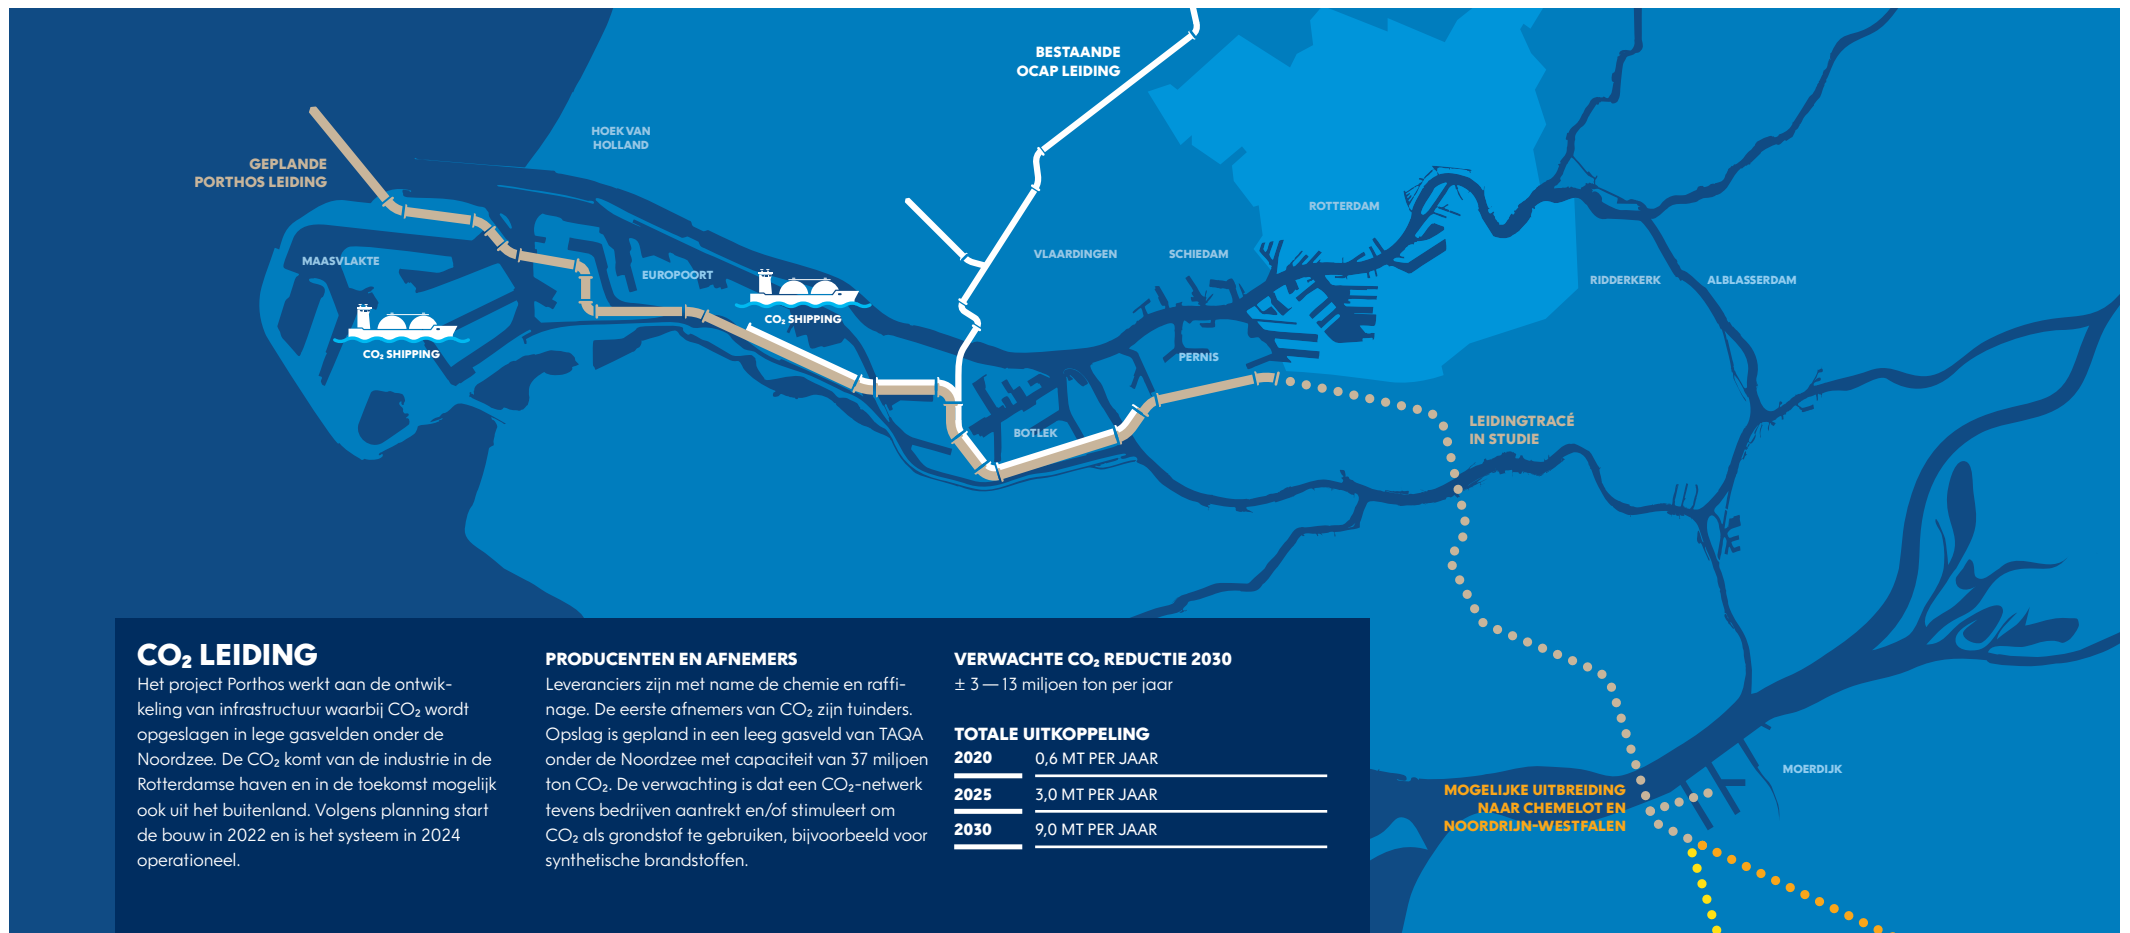 BESTAANDE
OCAP LEIDING
HOEK VAN
HOLLAND
GEPLANDE
PORTHOS LEIDING
ROTTERDAM
MAASVLAKTE
EUROPOORT
VLAARDINGEN
SCHIEDAM
RIDDERKERK
ALBLASSERDAM
CO₂ SHIPPING
CO₂ SHIPPING
PERNIS
BOTLEK
LEIDINGTRACÉ
IN STUDIE
MOERDIJK
MOGELIJKE UITBREIDING
NAAR CHEMELOT EN
NOORDRIJN-WESTFALEN
CO₂ LEIDING
Het project Porthos werkt aan de ontwik-
keling van infrastructuur waarbij CO₂ wordt
opgeslagen in lege gasvelden onder de
Noordzee. De CO₂ komt van de industrie in de
Rotterdamse haven en in de toekomst mogelijk
ook uit het buitenland. Volgens planning start
de bouw in 2022 en is het systeem in 2024
operationeel.
PRODUCENTEN EN AFNEMERS
Leveranciers zijn met name de chemie en raffi-
nage. De eerste afnemers van CO₂ zijn tuinders.
Opslag is gepland in een leeg gasveld van TAQA
onder de Noordzee met capaciteit van 37 miljoen
ton CO₂. De verwachting is dat een CO₂-netwerk
tevens bedrijven aantrekt en/of stimuleert om
CO₂ als grondstof te gebruiken, bijvoorbeeld voor
synthetische brandstoffen.
VERWACHTE CO₂ REDUCTIE 2030
± 3 — 13 miljoen ton per jaar
TOTALE UITKOPPELING
2020 0,6 MT PER JAAR
2025 3,0 MT PER JAAR
2030 9,0 MT PER JAAR